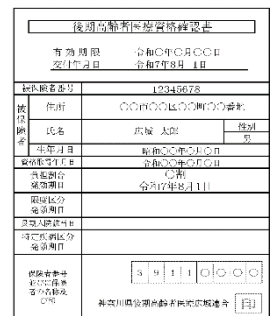 後期高齢者医療資格確認書
有効期限 令和〇年〇月〇〇日
交付年月日 令和7年8月 1日
被保険者番号 12345678
被保険者
住所 〇〇市〇〇区〇〇町〇〇番地
氏名 広域 太郎
性別
男
生年月日 昭和〇〇年〇月〇日
資格取得年月日 令和〇〇年〇月〇日
負担割合 〇割
発効期日 令和7年8月1日
限度区分
発効期日
長期入院該当日
特定疾病区分
発効期日
保険者番号
並びに保険
者の名称及
び印
3 9 1 1 〇 〇 〇 〇
神奈川県後期高齢者医療広域連合 印